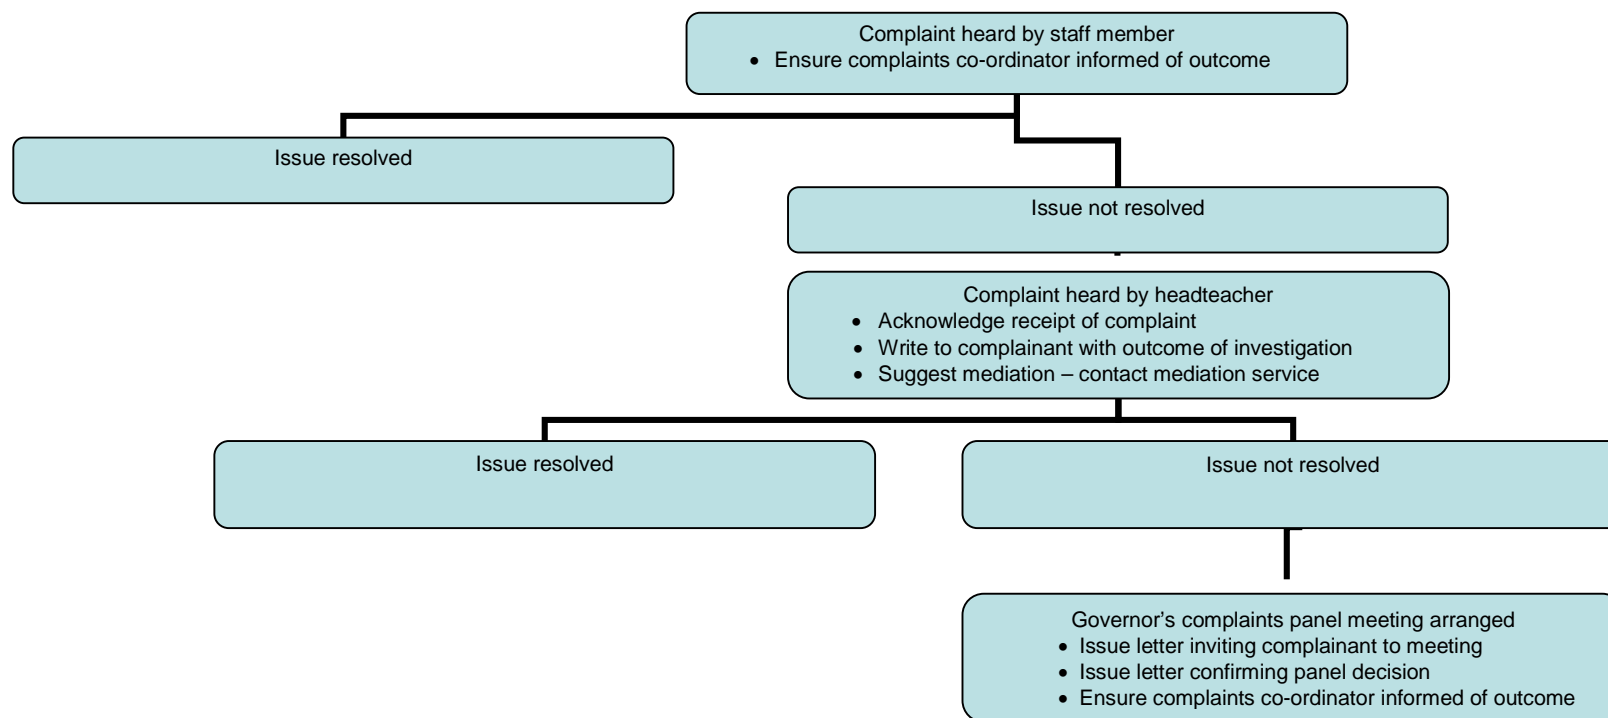 Complaint heard by staff member
• Ensure complaints co-ordinator informed of outcome
Issue resolved
Issue not resolved
Complaint heard by headteacher
• Acknowledge receipt of complaint
• Write to complainant with outcome of investigation
• Suggest mediation – contact mediation service
Issue resolved
Issue not resolved
Governor’s complaints panel meeting arranged
• Issue letter inviting complainant to meeting
• Issue letter confirming panel decision
• Ensure complaints co-ordinator informed of outcome